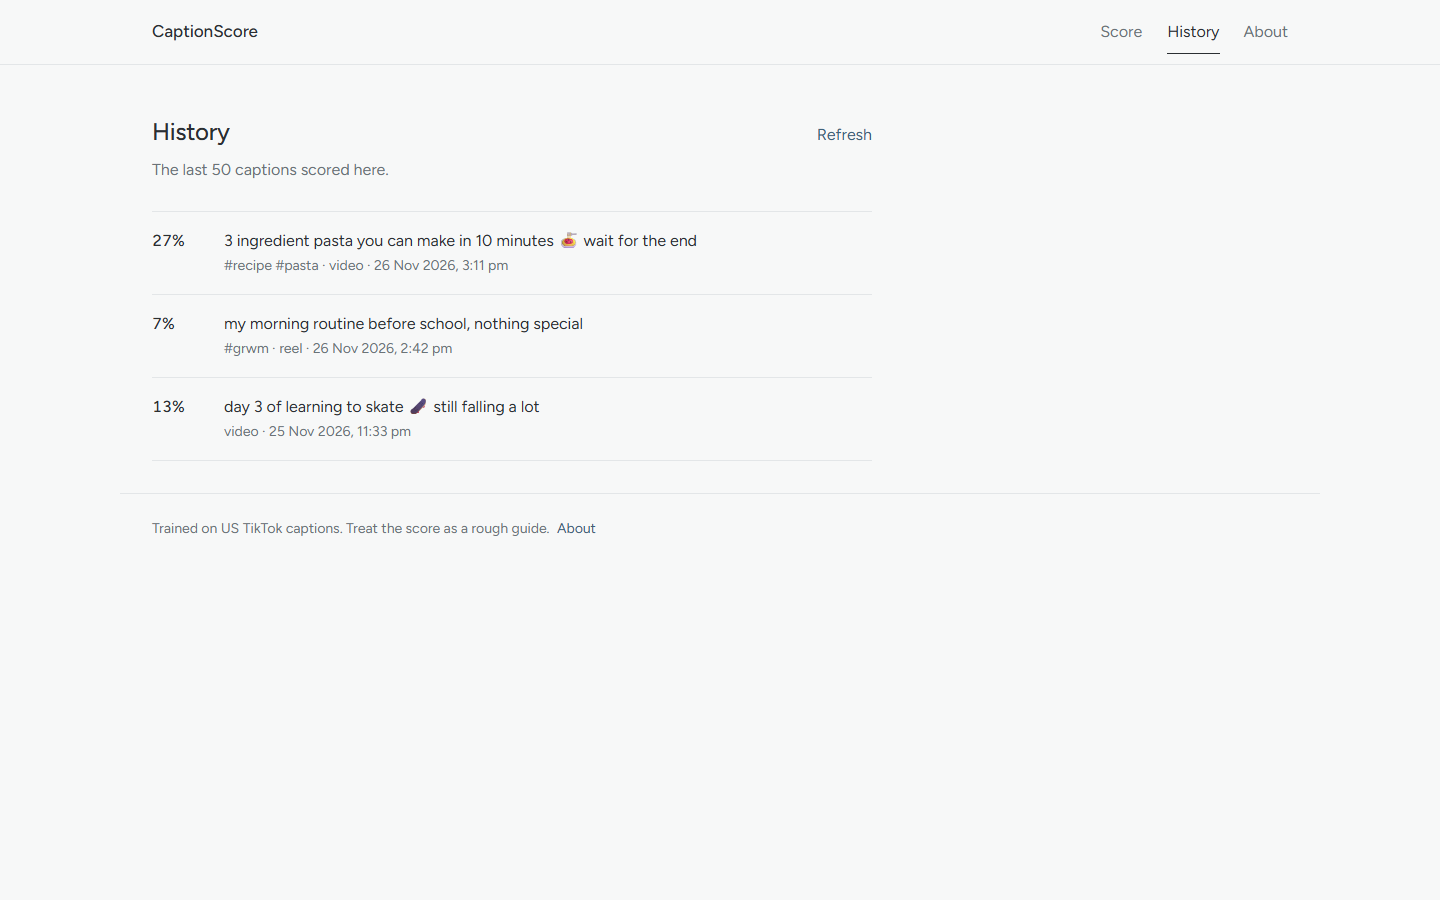 CaptionScore
Score History About
History
Refresh
The last 50 captions scored here.
27% 3 ingredient pasta you can make in 10 minutes 🍝 wait for the end
#recipe #pasta · video · 26 Nov 2026, 3:11 pm
7% my morning routine before school, nothing special
#grwm · reel · 26 Nov 2026, 2:42 pm
13% day 3 of learning to skate 🛹 still falling a lot
video · 25 Nov 2026, 11:33 pm
Trained on US TikTok captions. Treat the score as a rough guide. About